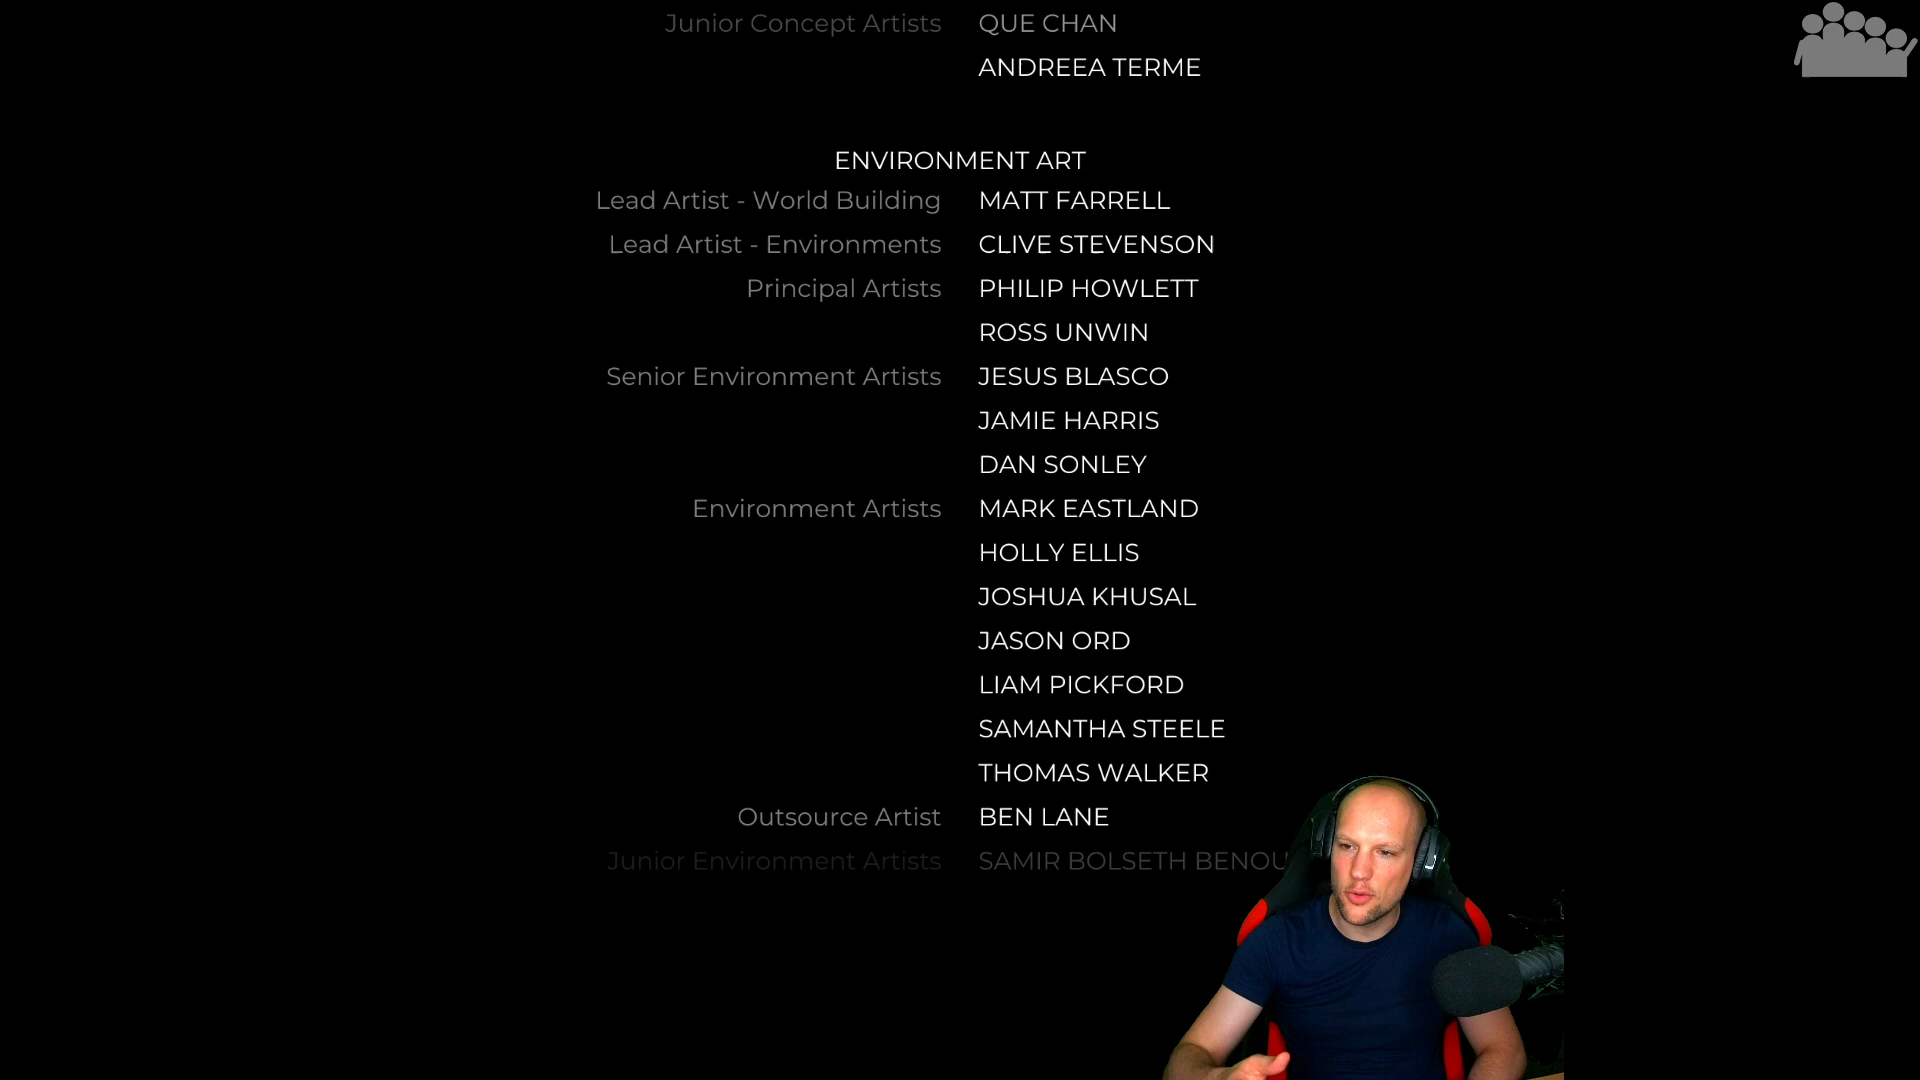 Junior Concept Artists QUE CHAN
ANDREEA TERME
ENVIRONMENT ART
Lead Artist - World Building MATT FARRELL
Lead Artist - Environments CLIVE STEVENSON
Principal Artists PHILIP HOWLETT
ROSS UNWIN
Senior Environment Artists JESUS BLASCO
JAMIE HARRIS
DAN SONLEY
Environment Artists MARK EASTLAND
HOLLY ELLIS
JOSHUA KHUSAL
JASON ORD
LIAM PICKFORD
SAMANTHA STEELE
THOMAS WALKER
Outsource Artist BEN LANE
Junior Environment Artists SAMIR BOLSETH